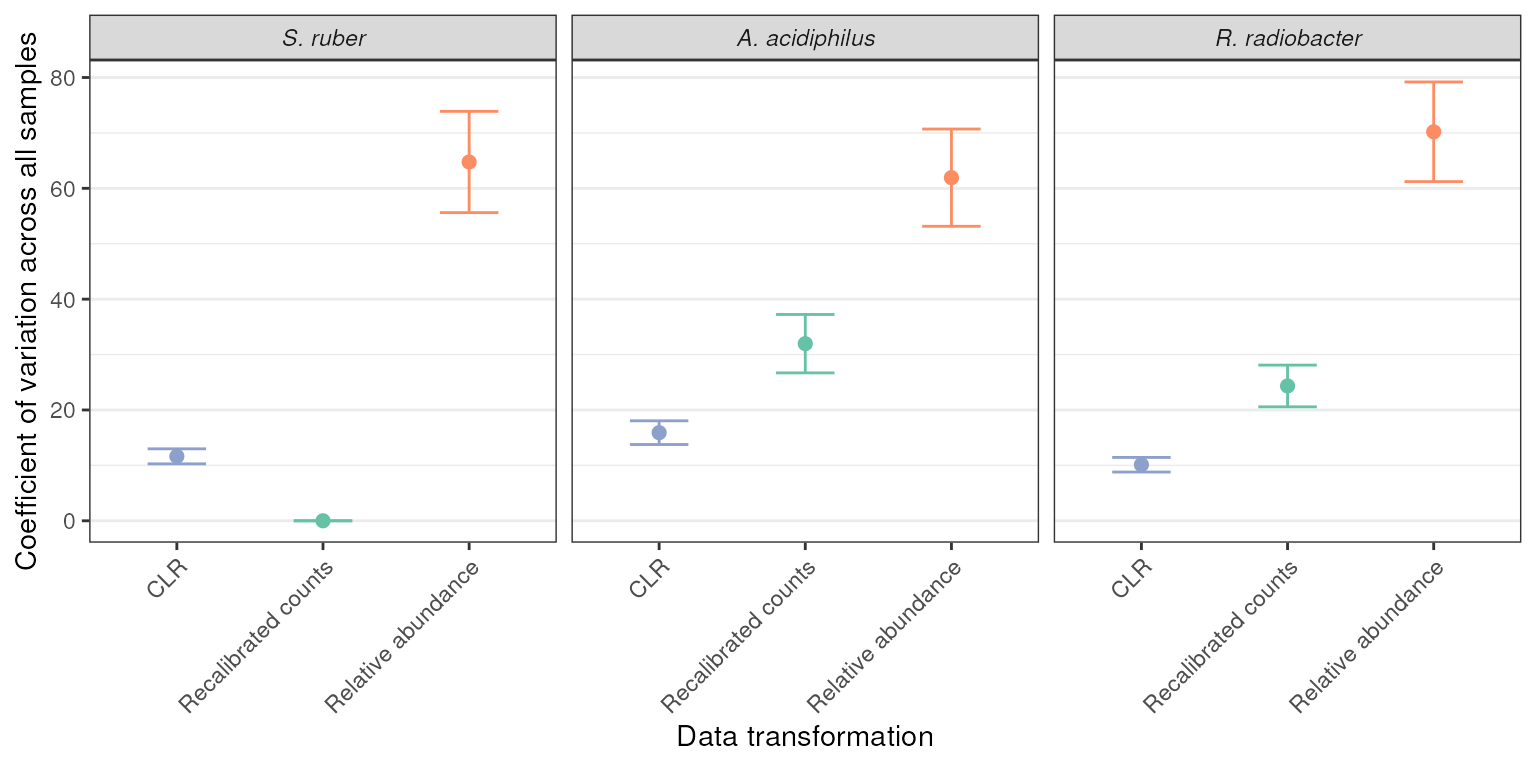 S. ruber
A. acidiphilus
R. radiobacter
Coefficient of variation across all samples
80
60
40
20
0
CLR
Recalibrated counts
Relative abundance
CLR
Recalibrated counts
Relative abundance
CLR
Recalibrated counts
Relative abundance
Data transformation